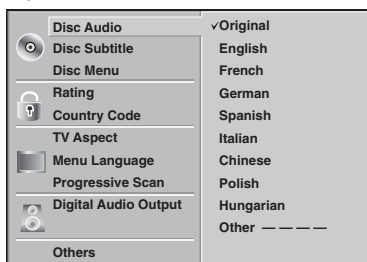 Disc Audio
Disc Subtitle
Disc Menu
Rating
Country Code
TV Aspect
Menu Language
Progressive Scan
Digital Audio Output
Others
✓Original
English
French
German
Spanish
Italian
Chinese
Polish
Hungarian
Other — — — —